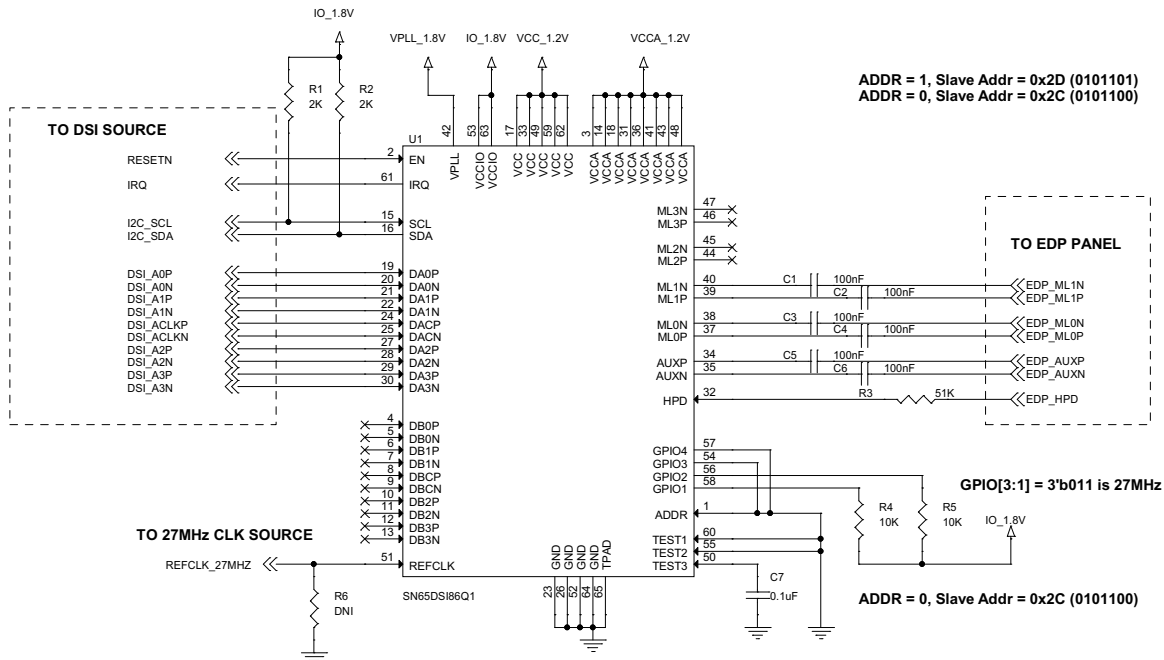 IO_1.8V
VPLL_1.8V IO_1.8V VCC_1.2V VCCA_1.2V
ADDR = 1, Slave Addr = 0x2D (0101101)
ADDR = 0, Slave Addr = 0x2C (0101100)
R1 2K
R2 2K
TO DSI SOURCE
U1
42 53 63 17 33 49 59 62 3 14 18 31 36 41 43 48
VPLL VCCIO VCCIO VCC VCC VCC VCC VCC VCCA VCCA VCCA VCCA VCCA VCCA VCCA VCCA
RESETN 2 EN
IRQ 61 IRQ
I2C_SCL 15 SCL
I2C_SDA 16 SDA
DSI_A0P 19 DA0P
DSI_A0N 20 DA0N
DSI_A1P 21 DA1P
DSI_A1N 22 DA1N
DSI_ACLKP 24 DACP
DSI_ACLKN 25 DACN
DSI_A2P 27 DA2P
DSI_A2N 28 DA2N
DSI_A3P 29 DA3P
DSI_A3N 30 DA3N
4 DB0P
5 DB0N
6 DB1P
7 DB1N
8 DBCP
9 DBCN
10 DB2P
11 DB2N
12 DB3P
13 DB3N
TO 27MHz CLK SOURCE
REFCLK_27MHZ 51 REFCLK
R6
DNI
SN65DSI86Q1
ML3N 47
ML3P 46
ML2N 45
ML2P 44
TO EDP PANEL
ML1N 40 C1 100nF EDP_ML1N
ML1P 39 C2 100nF EDP_ML1P
ML0N 38 C3 100nF EDP_ML0N
ML0P 37 C4 100nF EDP_ML0P
AUXP 34 C5 100nF EDP_AUXP
AUXN 35 C6 100nF EDP_AUXN
HPD 32 R3 51K EDP_HPD
GPIO4 57
GPIO3 54
GPIO2 56
GPIO1 58
GPIO[3:1] = 3'b011 is 27MHz
R4 10K
R5 10K
IO_1.8V
ADDR 1
TEST1 60
TEST2 55
TEST3 50
C7
0.1uF
GND GND GND GND TPAD
23 26 52 64 65
ADDR = 0, Slave Addr = 0x2C (0101100)